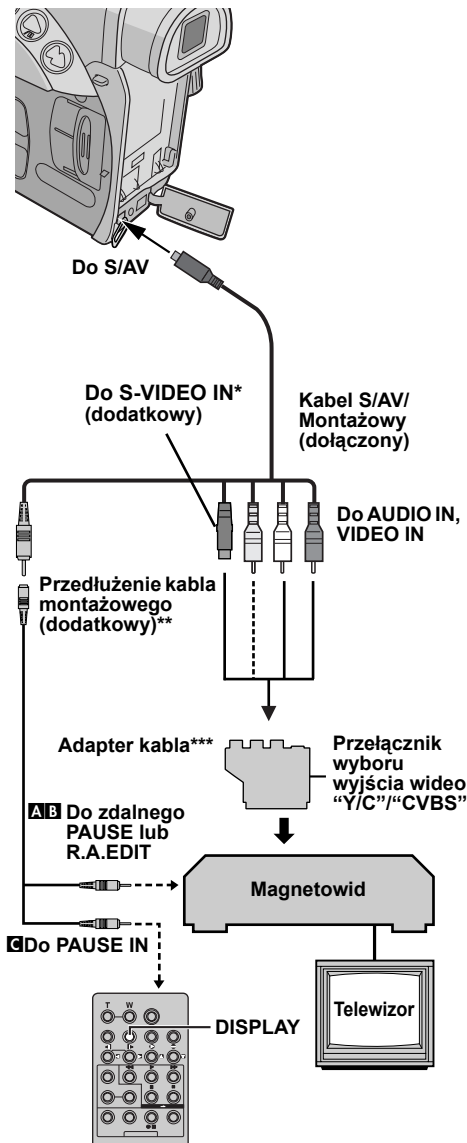 Do S/AV
Do S-VIDEO IN*
(dodatkowy)
Kabel S/AV/
Montażowy
(dołączony)
Do AUDIO IN,
VIDEO IN
Przedłużenie kabla
montażowego
(dodatkowy)**
Adapter kabla***
Przełącznik
wyboru
wyjścia wideo
“Y/C”/“CVBS”
A B Do zdalnego
PAUSE lub
R.A.EDIT
Magnetowid
C Do PAUSE IN
Telewizor
T W
DISPLAY